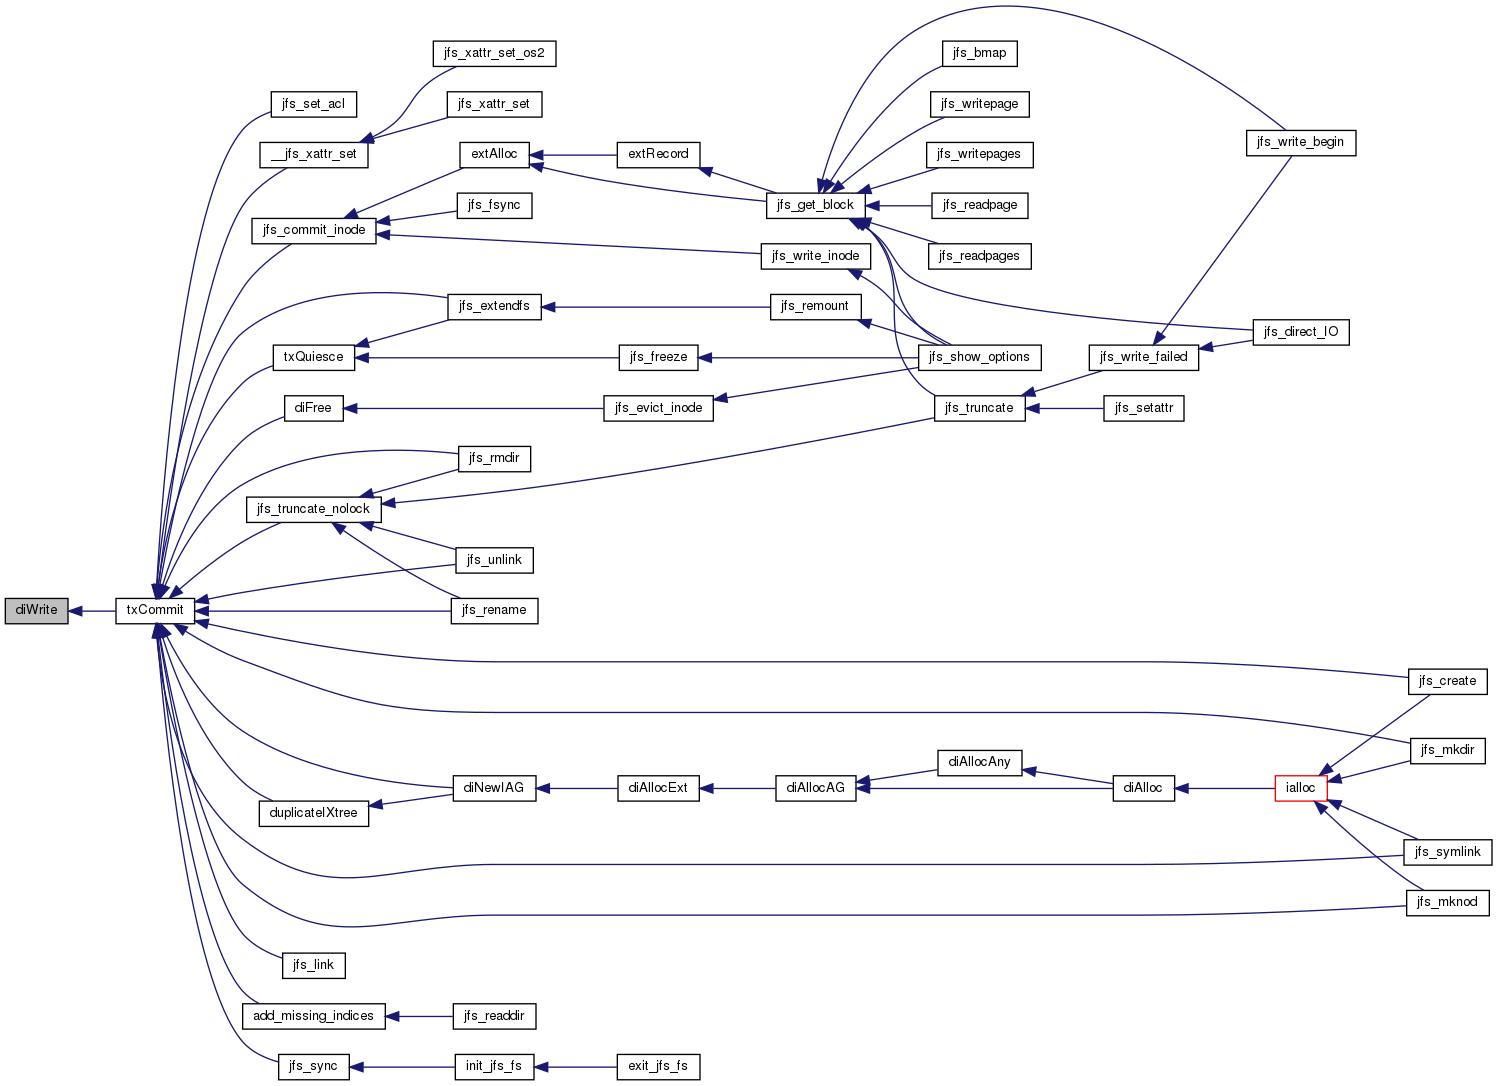 jfs_xattr_set_os2
jfs_bmap
jfs_set_acl
jfs_xattr_set
jfs_writepage
jfs_write_begin
__jfs_xattr_set
extAlloc
extRecord
jfs_writepages
jfs_fsync
jfs_get_block
jfs_readpage
jfs_commit_inode
jfs_write_inode
jfs_readpages
jfs_extendfs
jfs_remount
jfs_direct_IO
txQuiesce
jfs_freeze
jfs_show_options
jfs_write_failed
diFree
jfs_evict_inode
jfs_truncate
jfs_setattr
jfs_rmdir
jfs_truncate_nolock
jfs_unlink
diWrite
txCommit
jfs_rename
jfs_create
jfs_mkdir
diAllocAny
diNewIAG
diAllocExt
diAllocAG
diAlloc
ialloc
duplicateIXtree
jfs_symlink
jfs_mknod
jfs_link
add_missing_indices
jfs_readdir
jfs_sync
init_jfs_fs
exit_jfs_fs